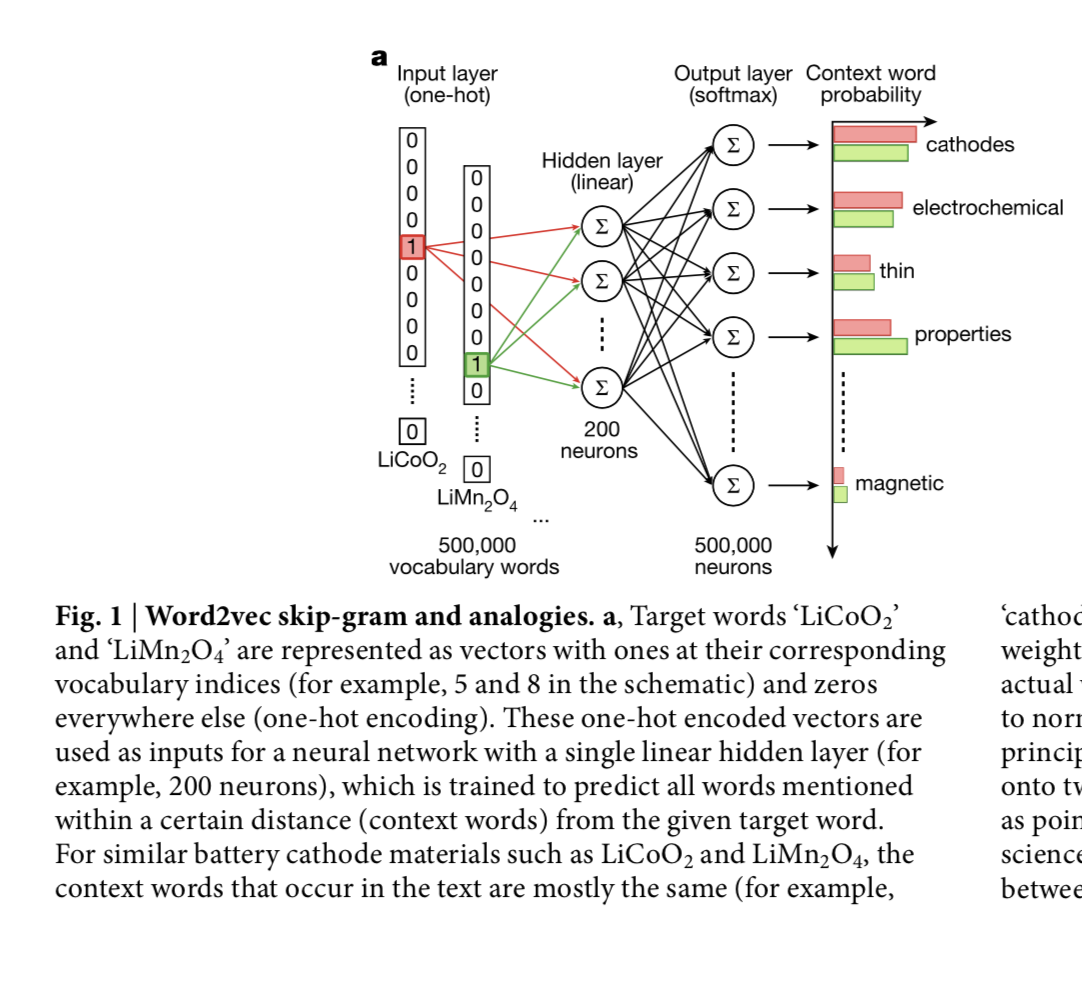 a
Input layer
(one-hot)
Output layer
(softmax)
Context word
probability
Hidden layer
(linear)
0
0
0
0
1
0
0
0
0
0
LiCoO₂
0
0
0
0
0
0
0
1
0
0
LiMn₂O₄
...
500,000
vocabulary words
Σ
Σ
Σ
200
neurons
Σ
Σ
Σ
Σ
Σ
500,000
neurons
cathodes
electrochemical
thin
properties
magnetic
Fig. 1 | Word2vec skip-gram and analogies. a, Target words ‘LiCoO₂’
and ‘LiMn₂O₄’ are represented as vectors with ones at their corresponding
vocabulary indices (for example, 5 and 8 in the schematic) and zeros
everywhere else (one-hot encoding). These one-hot encoded vectors are
used as inputs for a neural network with a single linear hidden layer (for
example, 200 neurons), which is trained to predict all words mentioned
within a certain distance (context words) from the given target word.
For similar battery cathode materials such as LiCoO₂ and LiMn₂O₄, the
context words that occur in the text are mostly the same (for example,
‘cathod
weight
actual
to norm
princip
onto tw
as poin
science
betwee